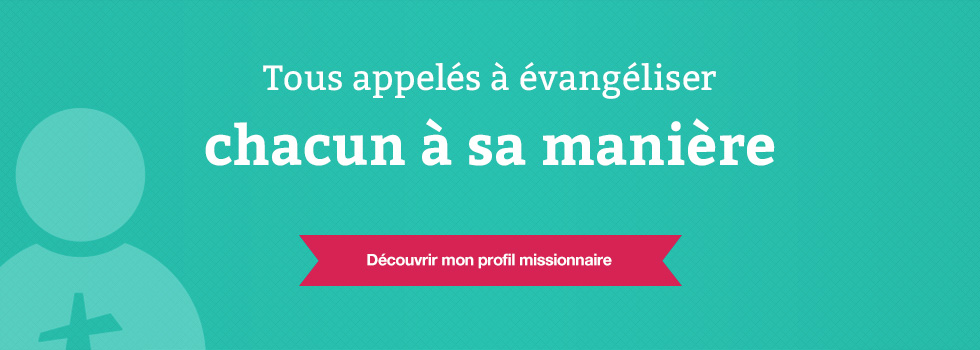 Tous appelés à évangéliser
chacun à sa manière
Découvrir mon profil missionnaire